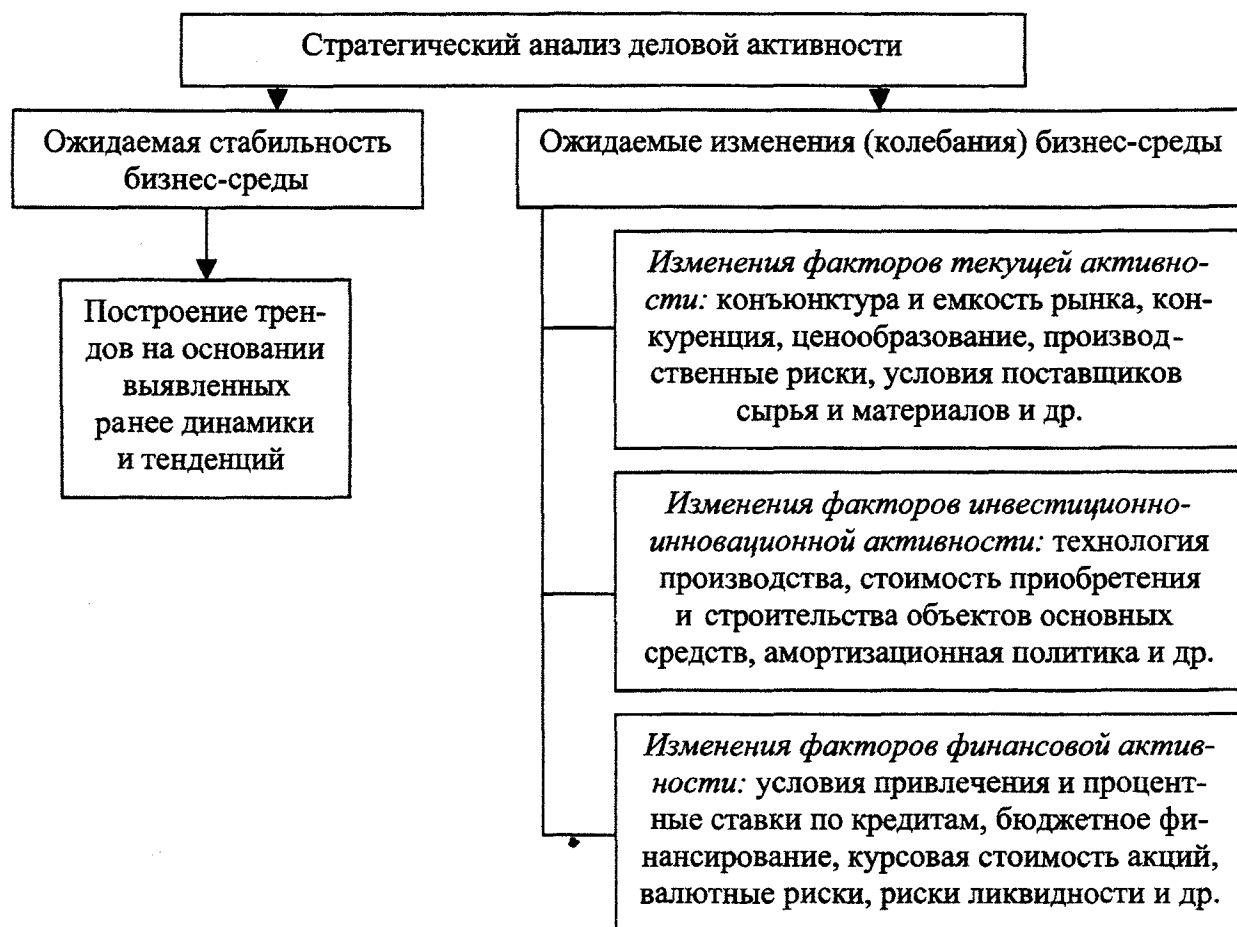 Стратегический анализ деловой активности
Ожидаемая стабильность
бизнес-среды
Ожидаемые изменения (колебания) бизнес-среды
Построение трен-
дов на основании
выявленных
ранее динамики
и тенденций
Изменения факторов текущей активно-
сти: конъюнктура и емкость рынка, кон-
куренция, ценообразование, производ-
ственные риски, условия поставщиков
сырья и материалов и др.
Изменения факторов инвестиционно-
инновационной активности: технология
производства, стоимость приобретения
и строительства объектов основных
средств, амортизационная политика и др.
Изменения факторов финансовой актив-
ности: условия привлечения и процент-
ные ставки по кредитам, бюджетное фи-
нансирование, курсовая стоимость акций,
валютные риски, риски ликвидности и др.